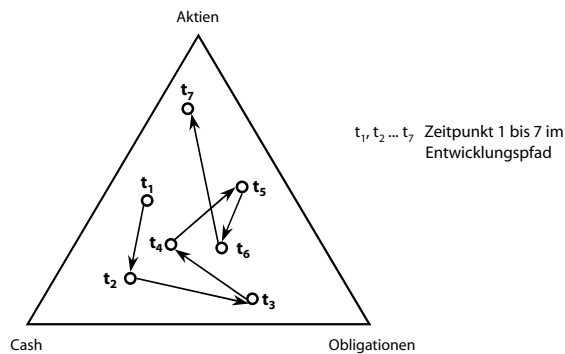 Aktien
t7
t1, t2 ... t7 Zeitpunkt 1 bis 7 im
Entwicklungspfad
t1
t5
t4
t6
t2
t3
Cash
Obligationen